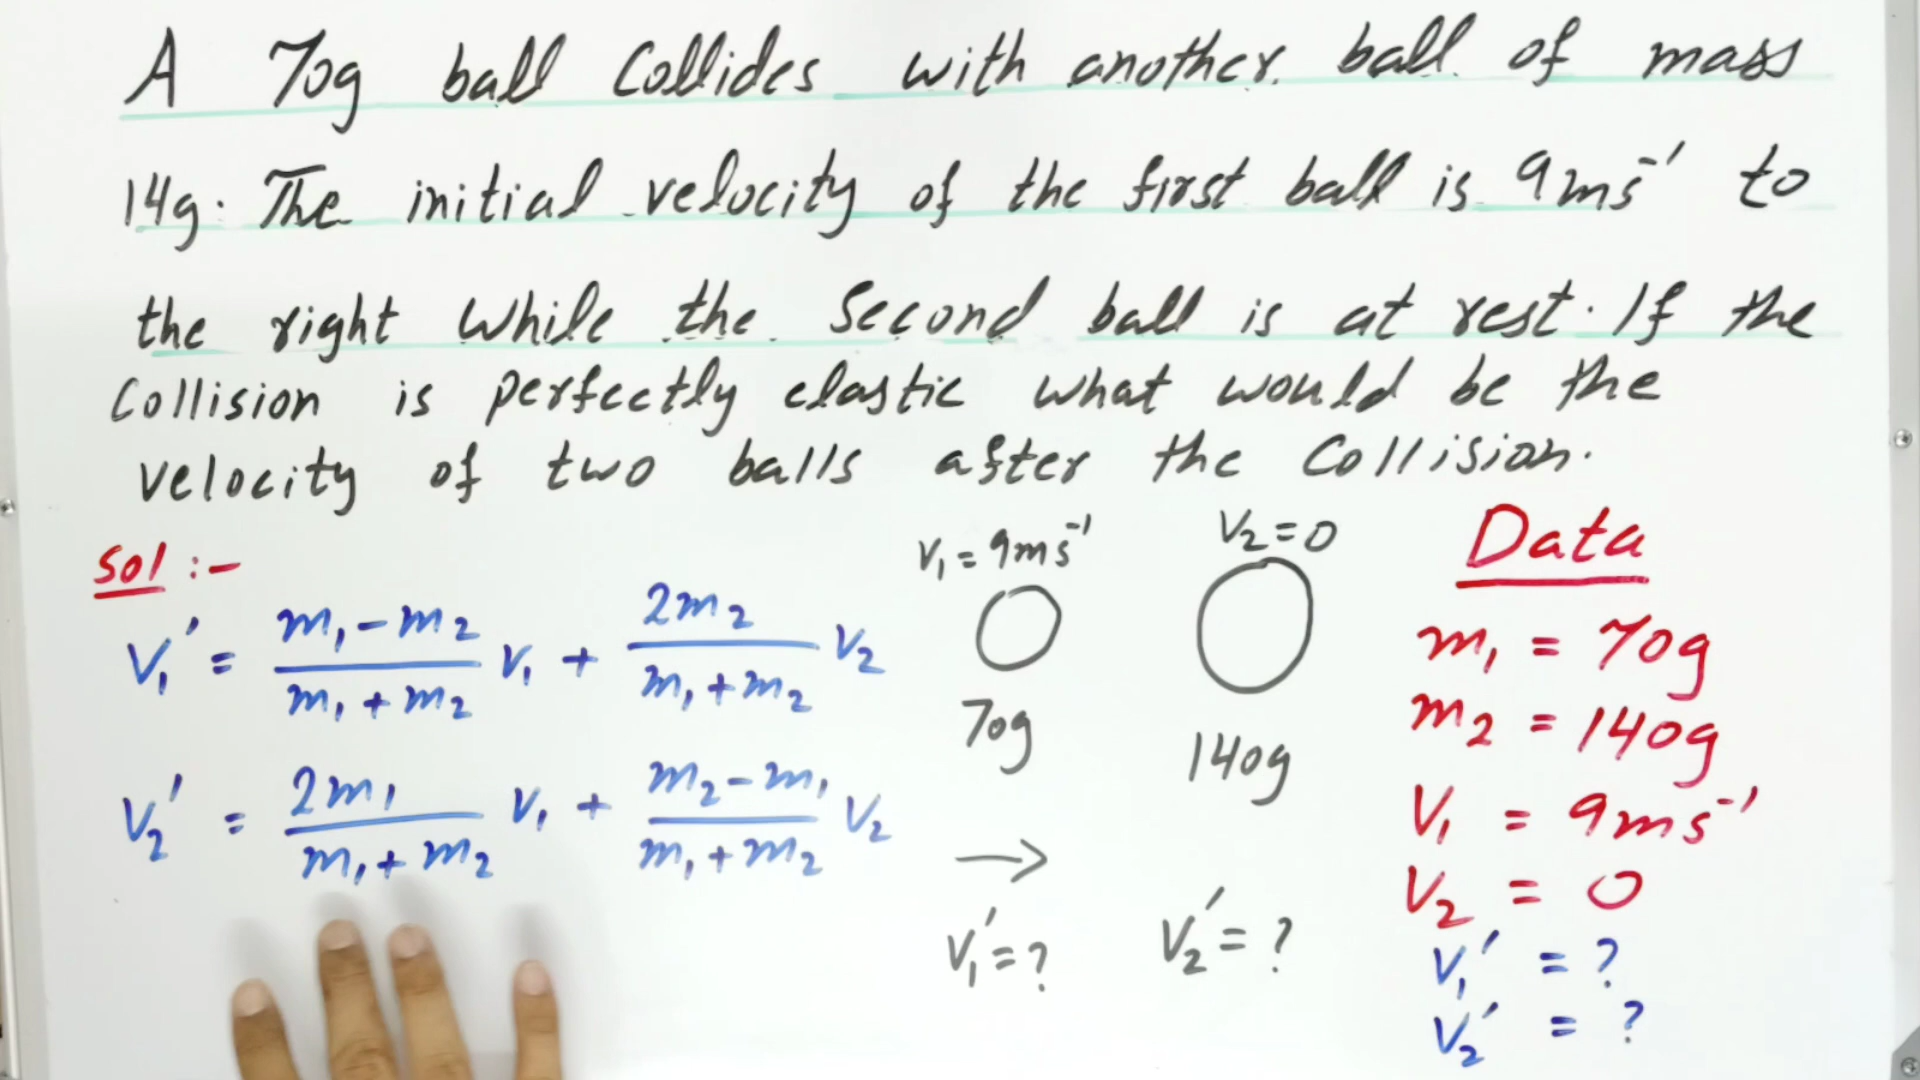 A 70g ball Collides with another ball of mass
14g. The initial velocity of the first ball is 9ms⁻¹ to
the right While the Second ball is at rest. If the
Collision is perfectly elastic what would be the
velocity of two balls after the Collision.
Sol :-
V₁' = (m₁-m₂)/(m₁+m₂) V₁ + 2m₂/(m₁+m₂) V₂
V₂' = 2m₁/(m₁+m₂) V₁ + (m₂-m₁)/(m₁+m₂) V₂
V₁ = 9ms⁻¹
V₂ = 0
70g
140g
V₁' = ?
V₂' = ?
Data
m₁ = 70g
m₂ = 140g
V₁ = 9ms⁻¹
V₂ = 0
V₁' = ?
V₂' = ?